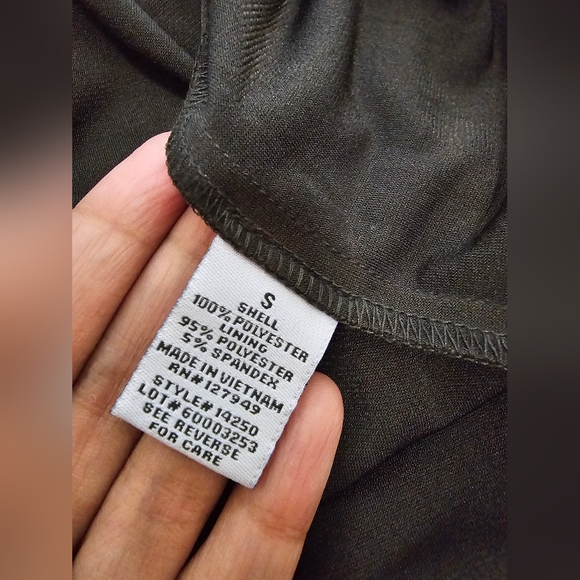 S
SHELL
100% POLYESTER
LINING
95% POLYESTER
5% SPANDEX
MADE IN VIETNAM
RN# 127949
STYLE# 14250
LOT# 60003253
SEE REVERSE
FOR CARE